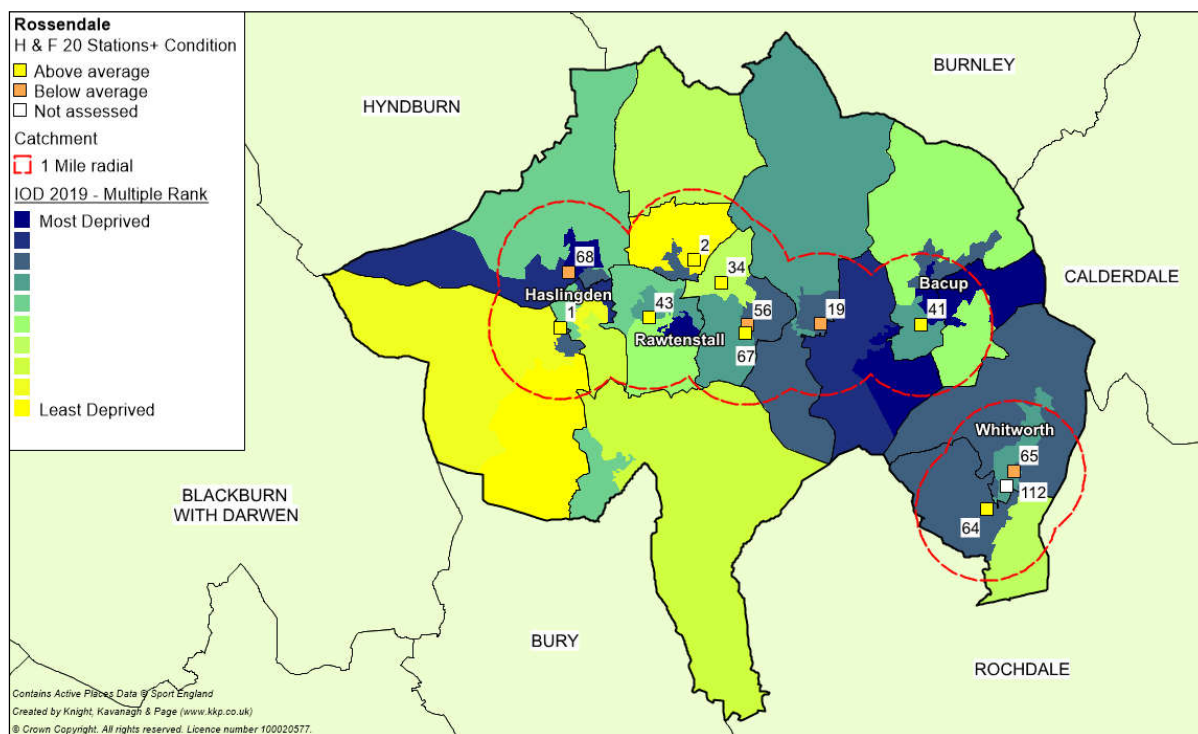 Rossendale
H & F 20 Stations+ Condition
Above average
Below average
Not assessed
Catchment
1 Mile radial
IOD 2019 - Multiple Rank
Most Deprived
Least Deprived
BURNLEY
HYNDBURN
CALDERDALE
2
68
34
Haslingden
Bacup
1
43
56
19
41
Rawtenstall
67
Whitworth
65
112
64
BLACKBURN
WITH DARWEN
BURY
ROCHDALE
Contains Active Places Data © Sport England
Created by Knight, Kavanagh & Page (www.kkp.co.uk)
© Crown Copyright. All rights reserved. Licence number 100020577.